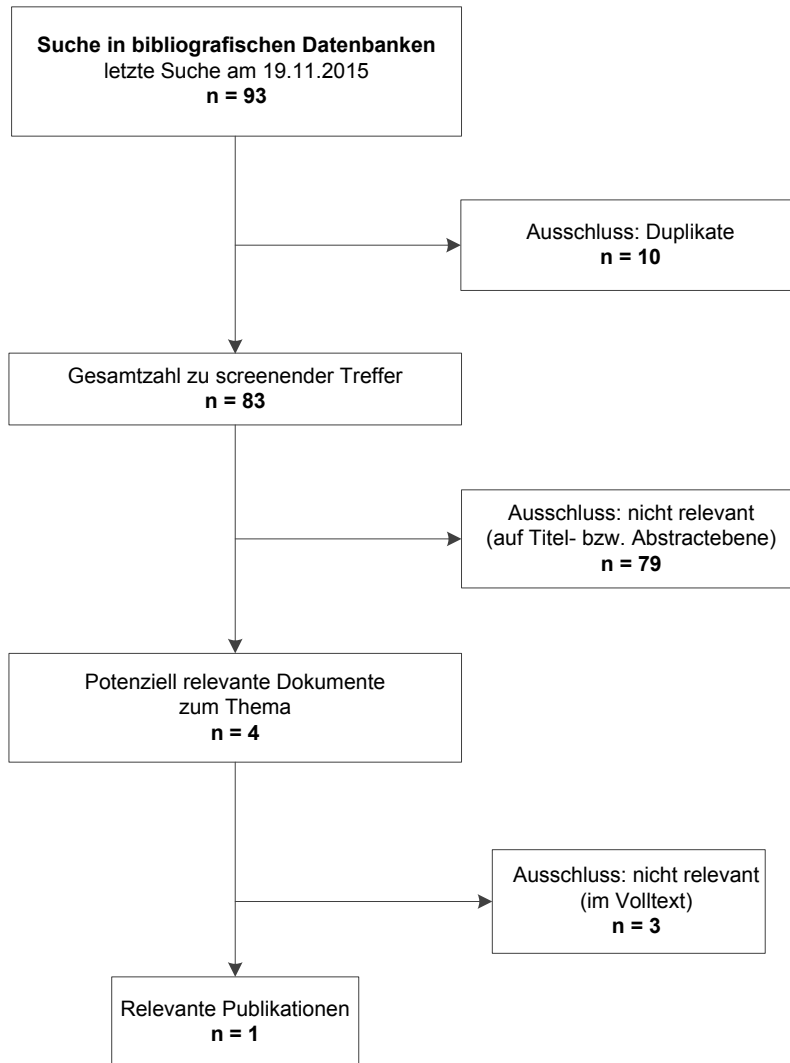 Suche in bibliografischen Datenbanken
letzte Suche am 19.11.2015
n = 93
Ausschluss: Duplikate
n = 10
Gesamtzahl zu screenender Treffer
n = 83
Ausschluss: nicht relevant
(auf Titel- bzw. Abstractebene)
n = 79
Potenziell relevante Dokumente
zum Thema
n = 4
Ausschluss: nicht relevant
(im Volltext)
n = 3
Relevante Publikationen
n = 1